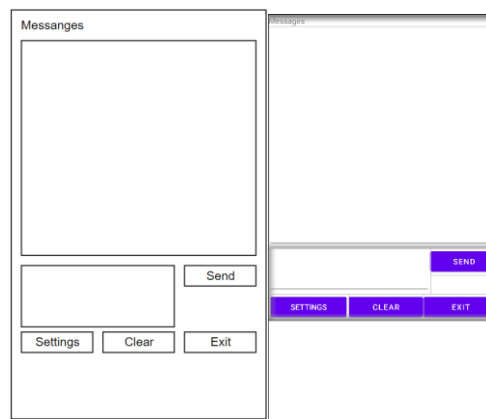 Messanges
Send
Settings Clear Exit
Messages
SEND
SETTINGS CLEAR EXIT